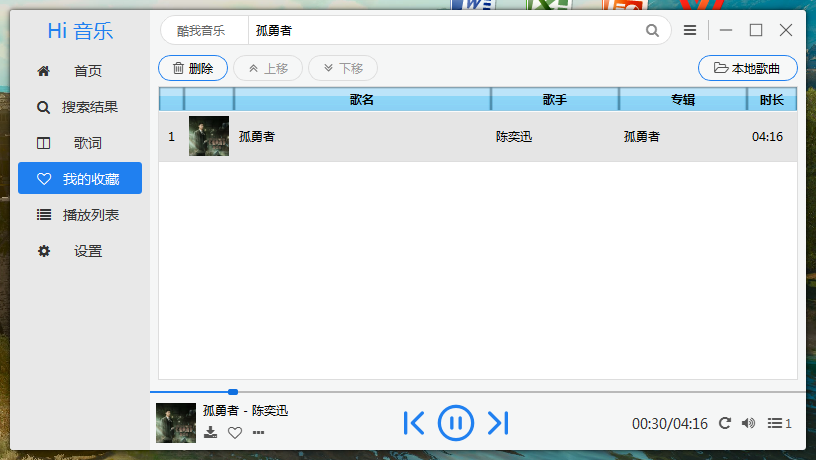 Hi 音乐
酷我音乐 孤勇者
首页
搜索结果
歌词
我的收藏
播放列表
设置
删除 上移 下移 本地歌曲
歌名 歌手 专辑 时长
1 孤勇者 陈奕迅 孤勇者 04:16
孤勇者 - 陈奕迅
00:30/04:16 1